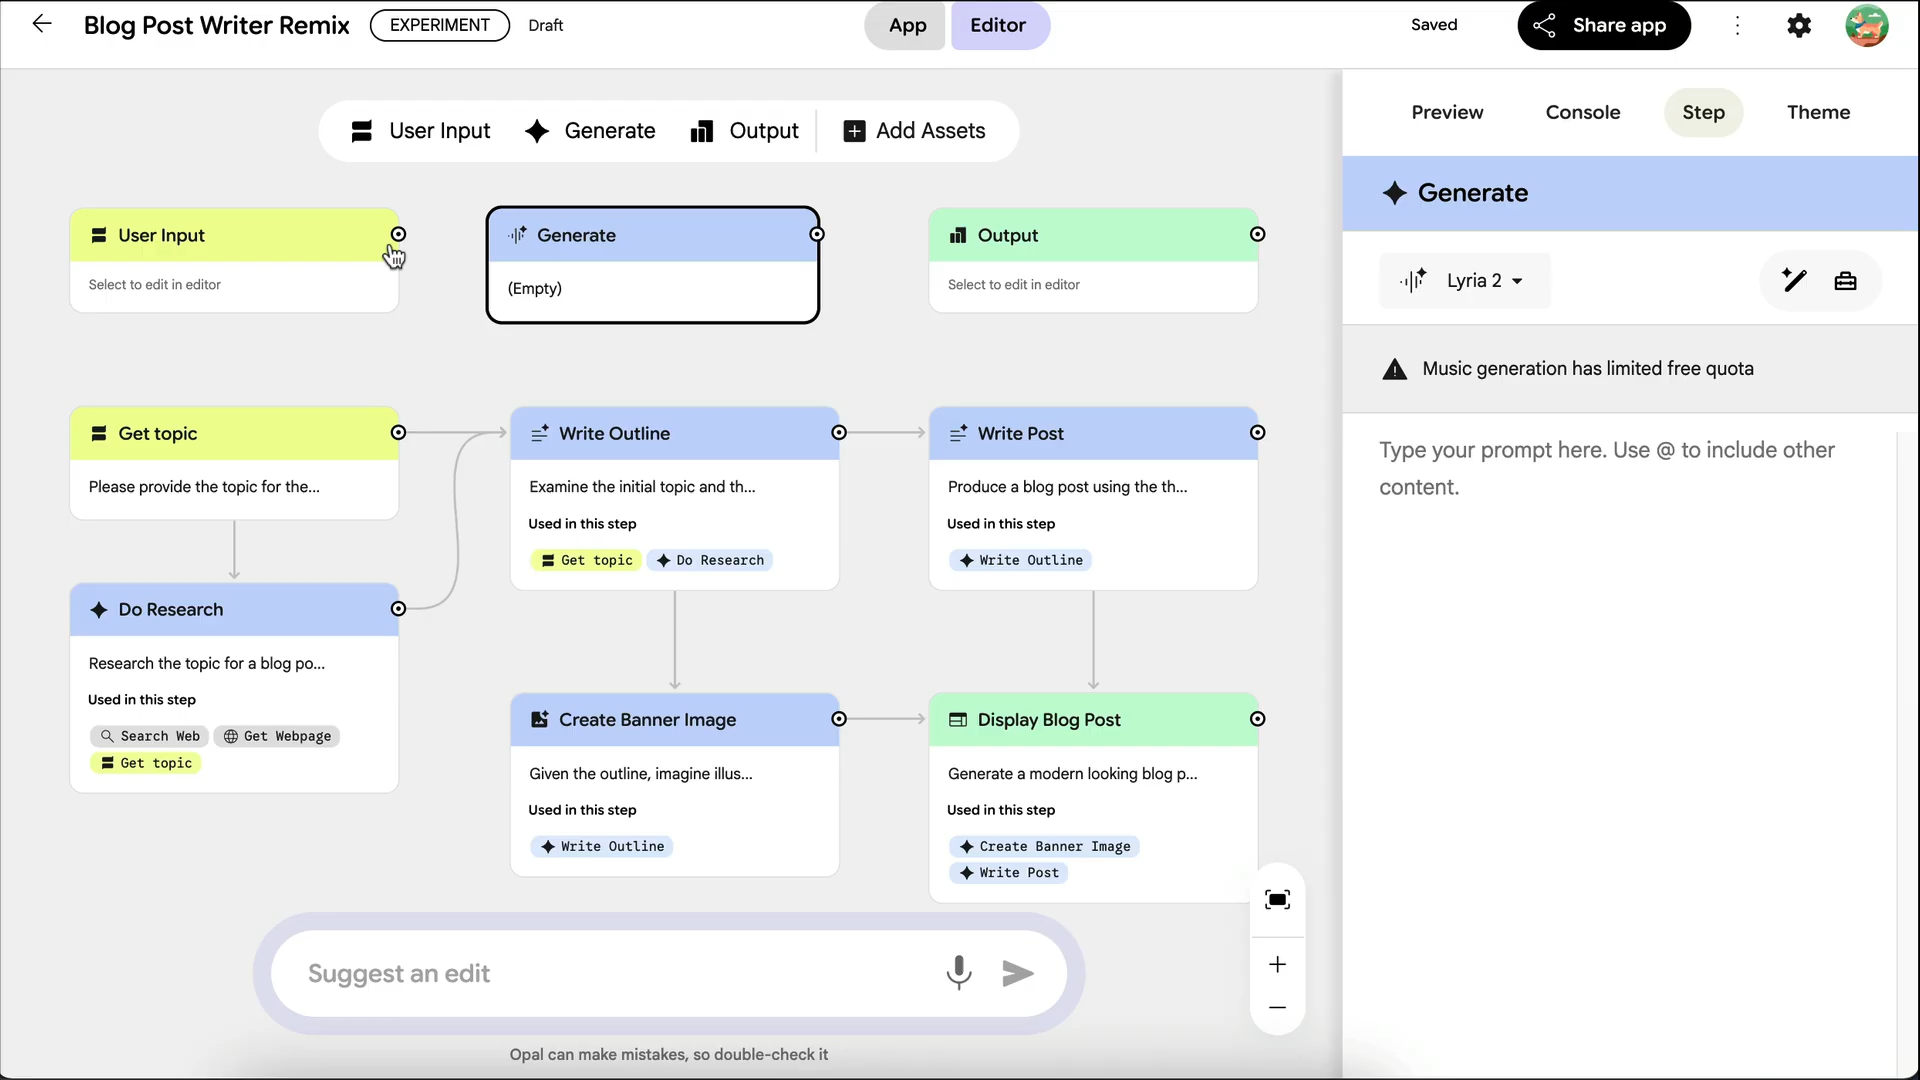 Blog Post Writer Remix
EXPERIMENT
Draft
App
Editor
Saved
Share app
User Input
Generate
Output
Add Assets
Preview
Console
Step
Theme
User Input
Select to edit in editor
Generate
(Empty)
Output
Select to edit in editor
Get topic
Please provide the topic for the...
Write Outline
Examine the initial topic and th...
Used in this step
Get topic
Do Research
Write Post
Produce a blog post using the th...
Used in this step
Write Outline
Do Research
Research the topic for a blog po...
Used in this step
Search Web
Get Webpage
Get topic
Create Banner Image
Given the outline, imagine illus...
Used in this step
Write Outline
Display Blog Post
Generate a modern looking blog p...
Used in this step
Create Banner Image
Write Post
Suggest an edit
Opal can make mistakes, so double-check it
Generate
Lyria 2
Music generation has limited free quota
Type your prompt here. Use @ to include other
content.